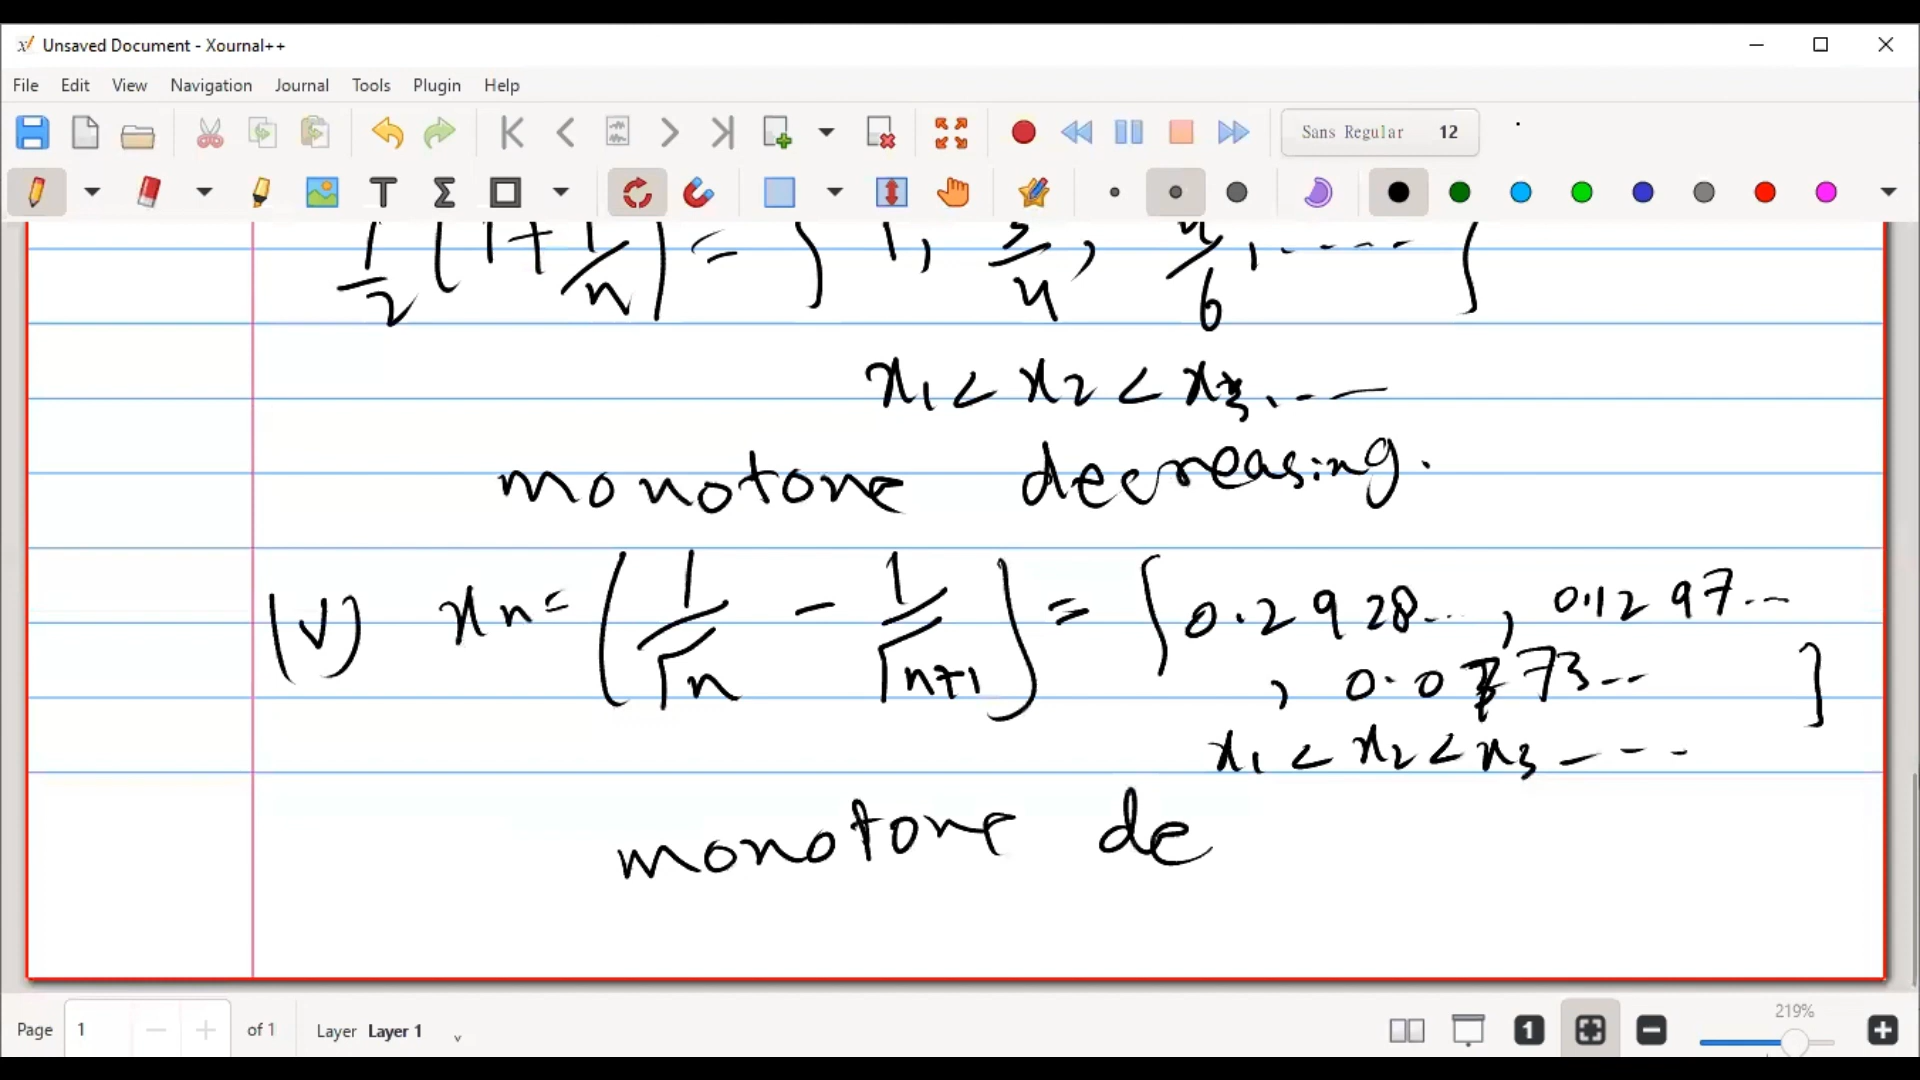 Unsaved Document - Xournal++
File Edit View Navigation Journal Tools Plugin Help
Sans Regular 12
1/2 (1+1/n) = { 1, 3/4, 4/6, ..... }
x1 < x2 < x3, ...
monotone decreasing.
(V) xn = (1/√n - 1/√n+1) = { 0.2928..., 0.1297...
, 0.0773... }
x1 < x2 < x3 ----
monotone de
219%
Page 1 of 1 Layer Layer 1